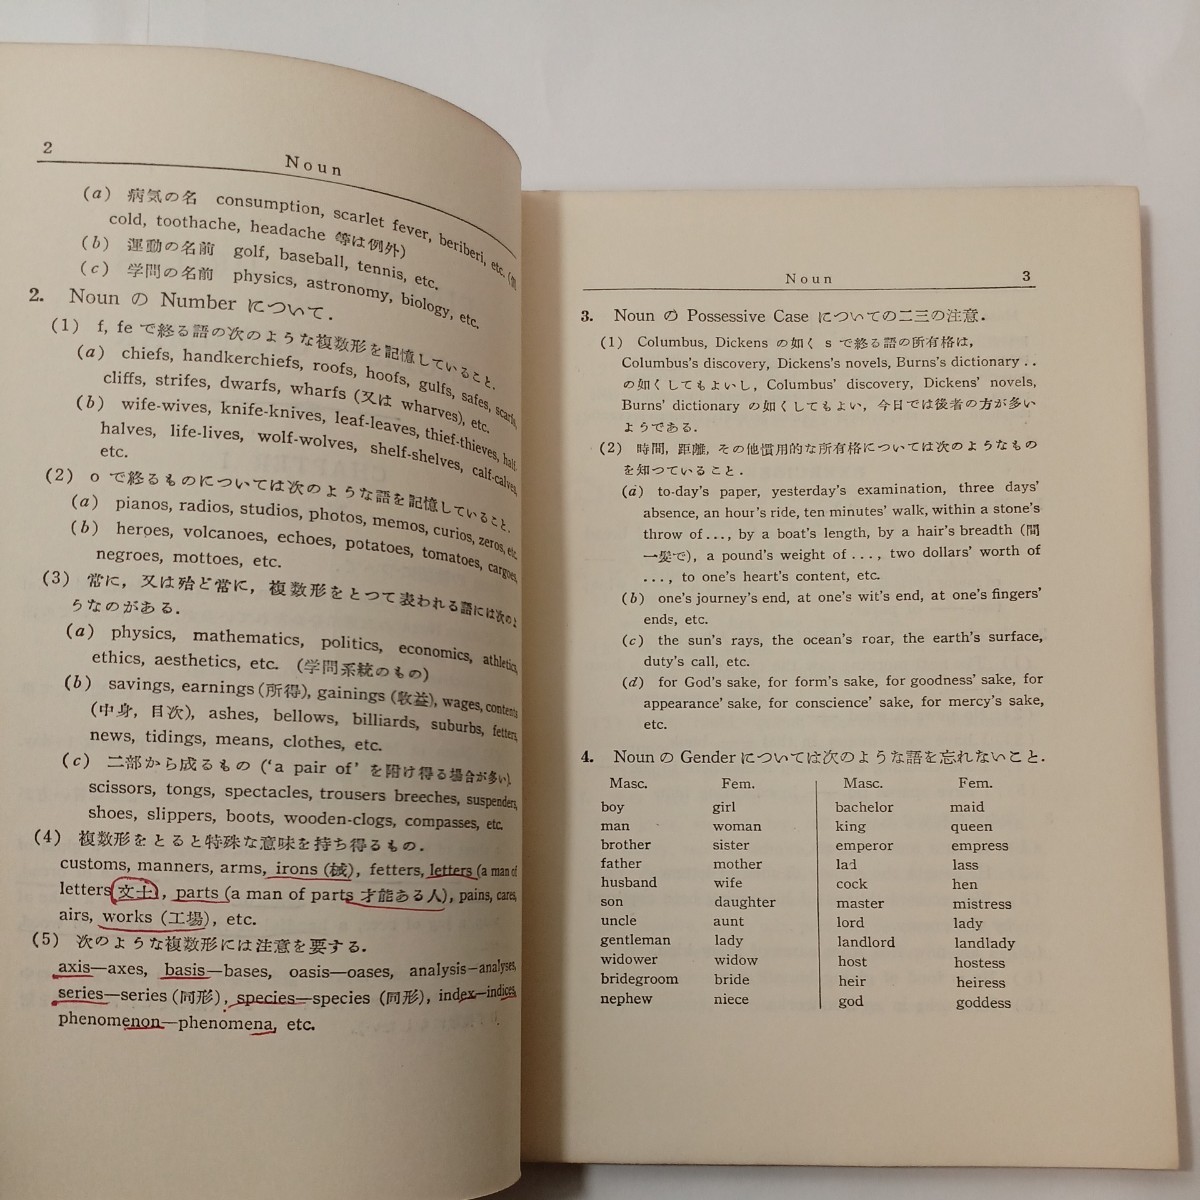 2
Noun
(a) 病気の名 consumption, scarlet fever, beriberi, etc. (但
cold, toothache, headache 等は例外)
(b) 運動の名前 golf, baseball, tennis, etc.
(c) 学問の名前 physics, astronomy, biology, etc.
2. Noun の Number について.
(1) f, fe で終る語の次のような複数形を記憶していること.
(a) chiefs, handkerchiefs, roofs, hoofs, gulfs, safes, scarfs,
cliffs, strifes, dwarfs, wharfs (又は wharves), etc.
(b) wife-wives, knife-knives, leaf-leaves, thief-thieves, half-
halves, life-lives, wolf-wolves, shelf-shelves, calf-calves,
etc.
(2) o で終るものについては次のような語を記憶していること.
(a) pianos, radios, studios, photos, memos, curios, zeros, etc.
(b) heroes, volcanoes, echoes, potatoes, tomatoes, cargoes,
negroes, mottoes, etc.
(3) 常に, 又は殆ど常に, 複数形をとつて表われる語には次のよ
うなのがある.
(a) physics, mathematics, politics, economics, athletics,
ethics, aesthetics, etc. (学問系統のもの)
(b) savings, earnings (所得), gainings (收益), wages, contents
(中身, 目次), ashes, bellows, billiards, suburbs, fetters,
news, tidings, means, clothes, etc.
(c) 二部から成るもの (‘a pair of’ を附け得る場合が多い).
scissors, tongs, spectacles, trousers breeches, suspenders,
shoes, slippers, boots, wooden-clogs, compasses, etc.
(4) 複数形をとると特殊な意味を持ち得るもの.
customs, manners, arms, irons (械), fetters, letters (a man of
letters 文士), parts (a man of parts 才能ある人), pains, cares,
airs, works (工場), etc.
(5) 次のような複数形には注意を要する.
axis—axes, basis—bases, oasis—oases, analysis—analyses,
series—series (同形), species—species (同形), index—indices,
phenomenon—phenomena, etc.
Noun
3
3. Noun の Possessive Case についての二三の注意.
(1) Columbus, Dickens の如く s で終る語の所有格は,
Columbus's discovery, Dickens's novels, Burns's dictionary . .
の如くしてもよいし, Columbus' discovery, Dickens' novels,
Burns' dictionary の如くしてもよい, 今日では後者の方が多い
ようである.
(2) 時間, 距離, その他慣用的な所有格については次のようなもの
を知つていること.
(a) to-day's paper, yesterday's examination, three days'
absence, an hour's ride, ten minutes' walk, within a stone's
throw of..., by a boat's length, by a hair's breadth (間
一髪で), a pound's weight of ..., two dollars' worth of
..., to one's heart's content, etc.
(b) one's journey's end, at one's wit's end, at one's fingers'
ends, etc.
(c) the sun's rays, the ocean's roar, the earth's surface,
duty's call, etc.
(d) for God's sake, for form's sake, for goodness' sake, for
appearance' sake, for conscience' sake, for mercy's sake,
etc.
4. Noun の Gender については次のような語を忘れないこと.
Masc. Fem. Masc. Fem.
boy girl bachelor maid
man woman king queen
brother sister emperor empress
father mother lad lass
husband wife cock hen
son daughter master mistress
uncle aunt lord lady
gentleman lady landlord landlady
widower widow host hostess
bridegroom bride heir heiress
nephew niece god goddess